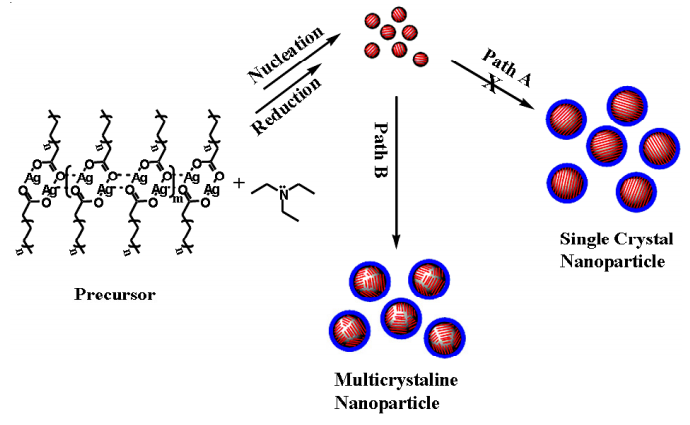 Nucleation
Reduction
Path A
X
Path B
n n n n
O O O O O O O O
Ag Ag Ag Ag
Ag Ag Ag Ag
m
O O O O O O O O
n n n n
+
N
Precursor
Single Crystal
Nanoparticle
Multicrystaline
Nanoparticle